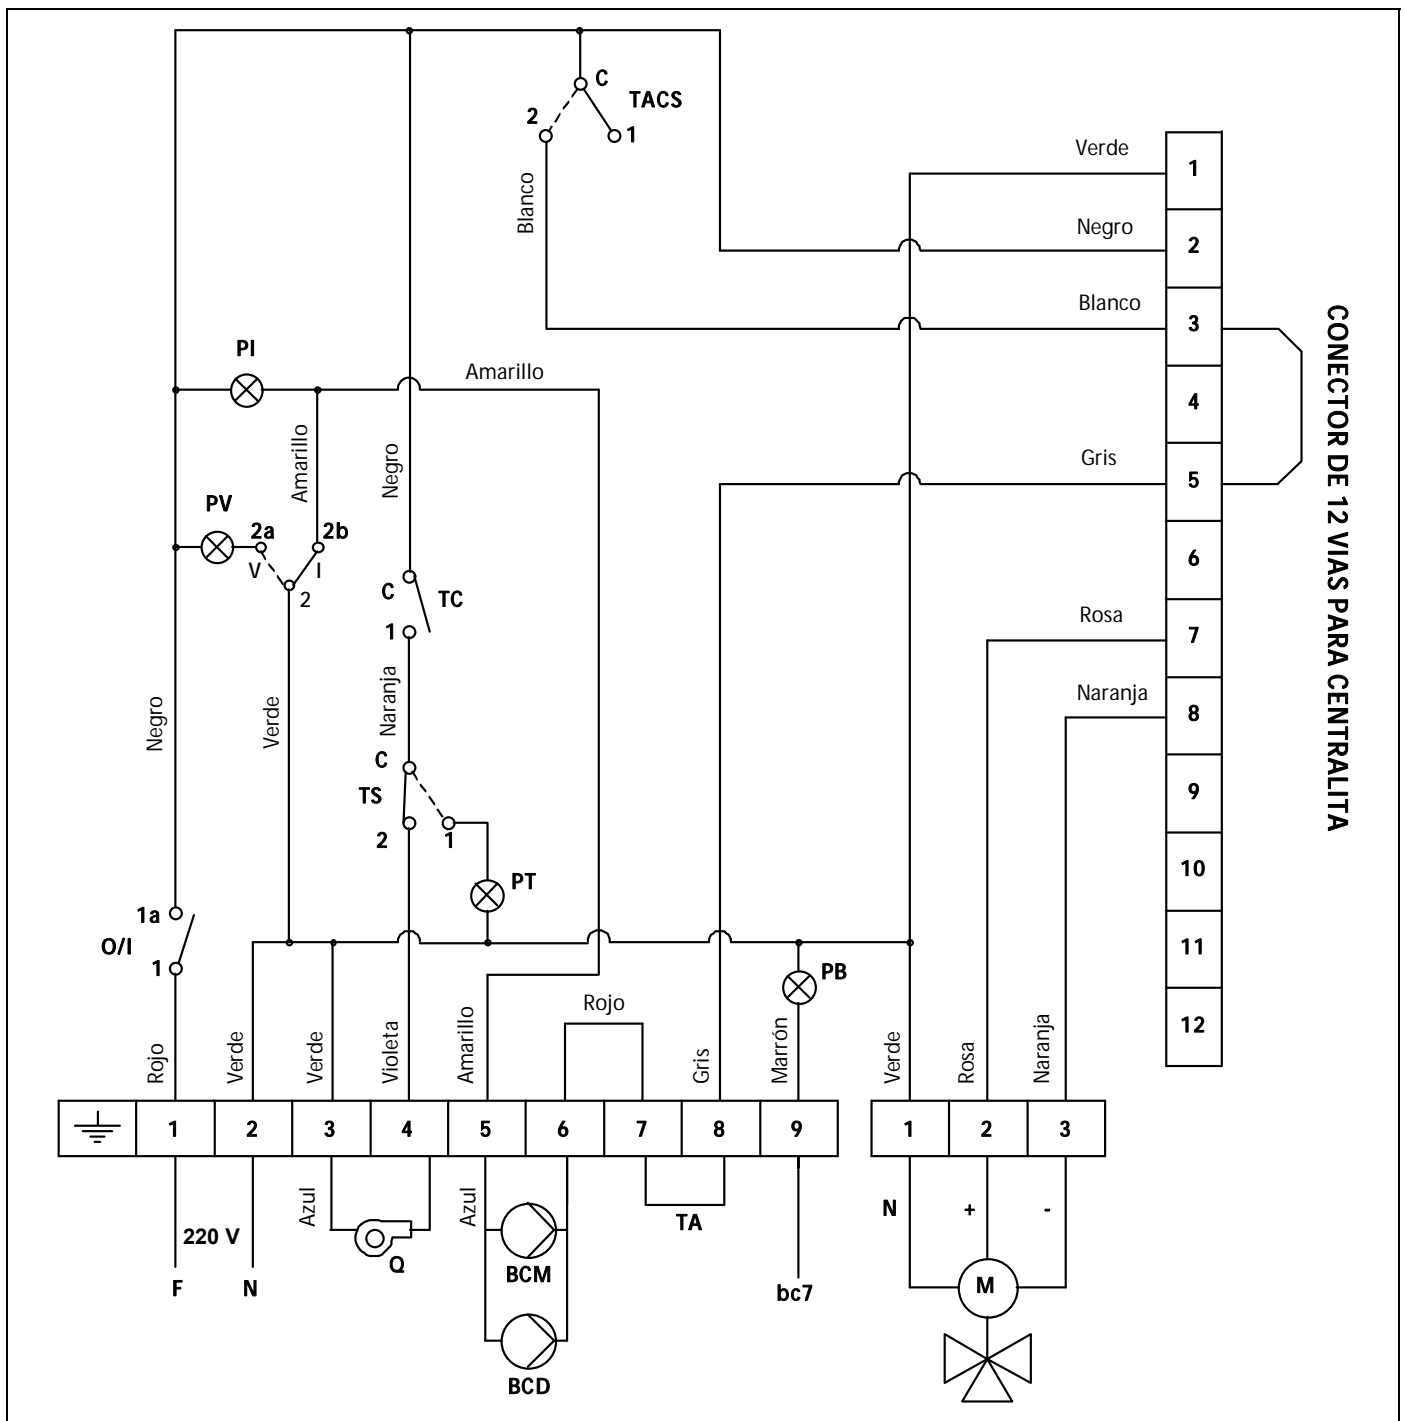 C
TACS
2
1
Blanco
Verde
1
Negro
2
Blanco
3
4
Gris
5
6
Rosa
7
Naranja
8
9
10
11
12
CONECTOR DE 12 VIAS PARA CENTRALITA
PI
Amarillo
Amarillo
Negro
PV
2a
2b
V
I
2
C
TC
1
Negro
Verde
Naranja
C
TS
2
1
PT
1a
O/I
1
PB
Rojo
Rojo
Verde
Verde
Violeta
Amarillo
Gris
Marrón
Verde
Rosa
Naranja
1
2
3
4
5
6
7
8
9
1
2
3
Azul
Azul
220 V
F
N
Q
BCM
BCD
TA
bc7
N
+
-
M